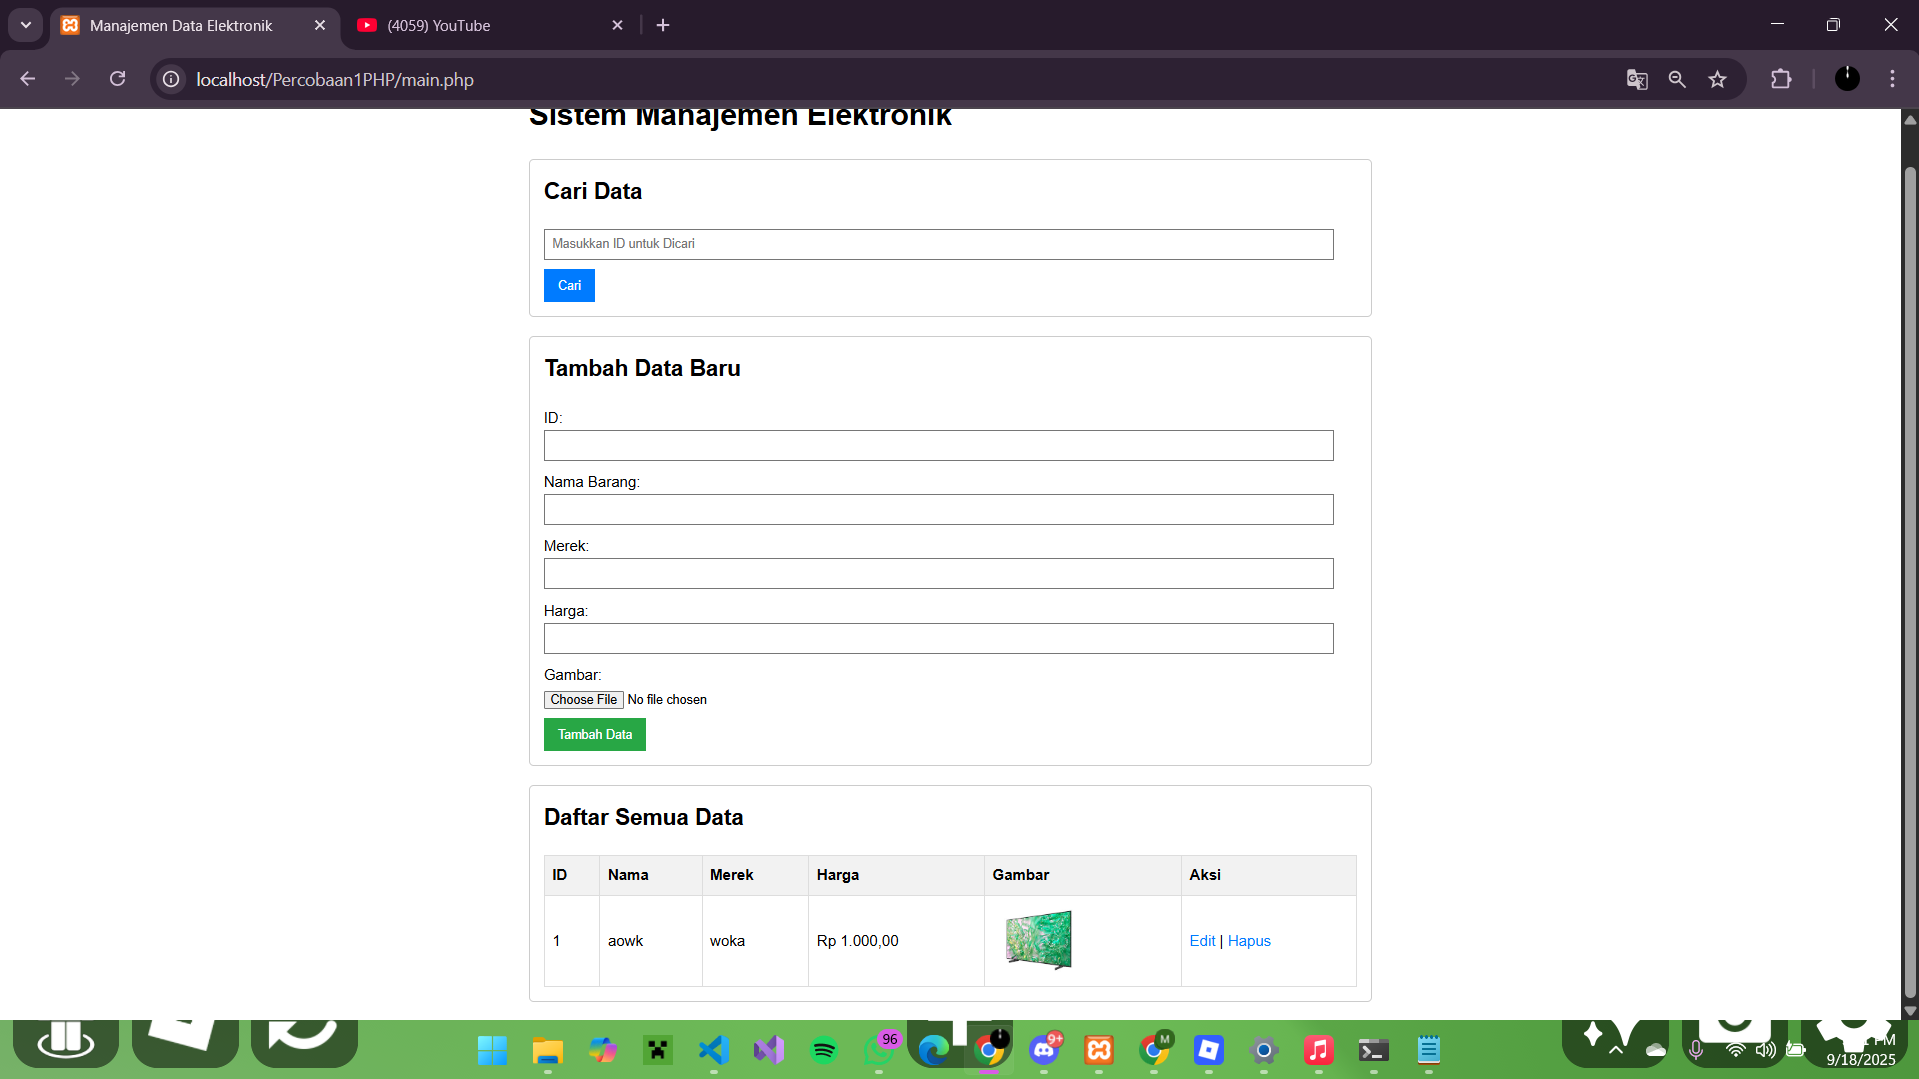 Manajemen Data Elektronik
(4059) YouTube
localhost/Percobaan1PHP/main.php
Sistem Manajemen Elektronik
Cari Data
Masukkan ID untuk Dicari
Cari
Tambah Data Baru
ID:
Nama Barang:
Merek:
Harga:
Gambar:
Choose File No file chosen
Tambah Data
Daftar Semua Data
ID Nama Merek Harga Gambar Aksi
1 aowk woka Rp 1.000,00 Edit | Hapus
96
9+
M
PM
9/18/2025